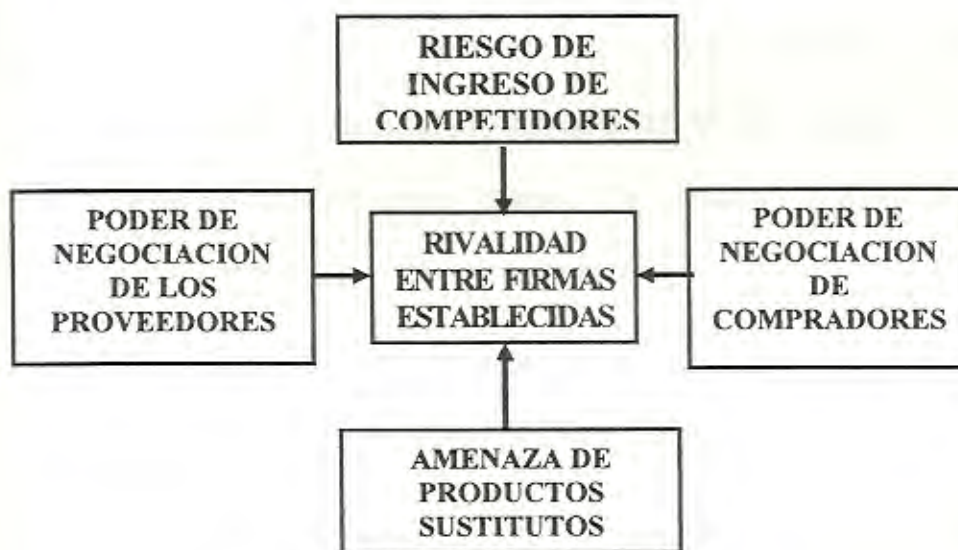 RIESGO DE
INGRESO DE
COMPETIDORES
PODER DE
NEGOCIACION
DE LOS
PROVEEDORES
RIVALIDAD
ENTRE FIRMAS
ESTABLECIDAS
PODER DE
NEGOCIACION
DE
COMPRADORES
AMENAZA DE
PRODUCTOS
SUSTITUTOS